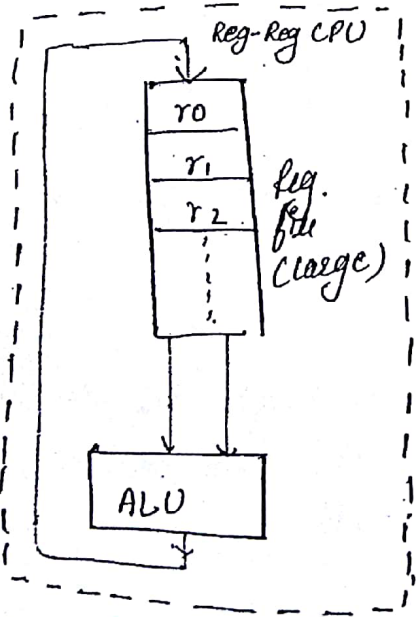 Reg-Reg CPU
r0
r1
r2
Reg.
file
(large)
ALU